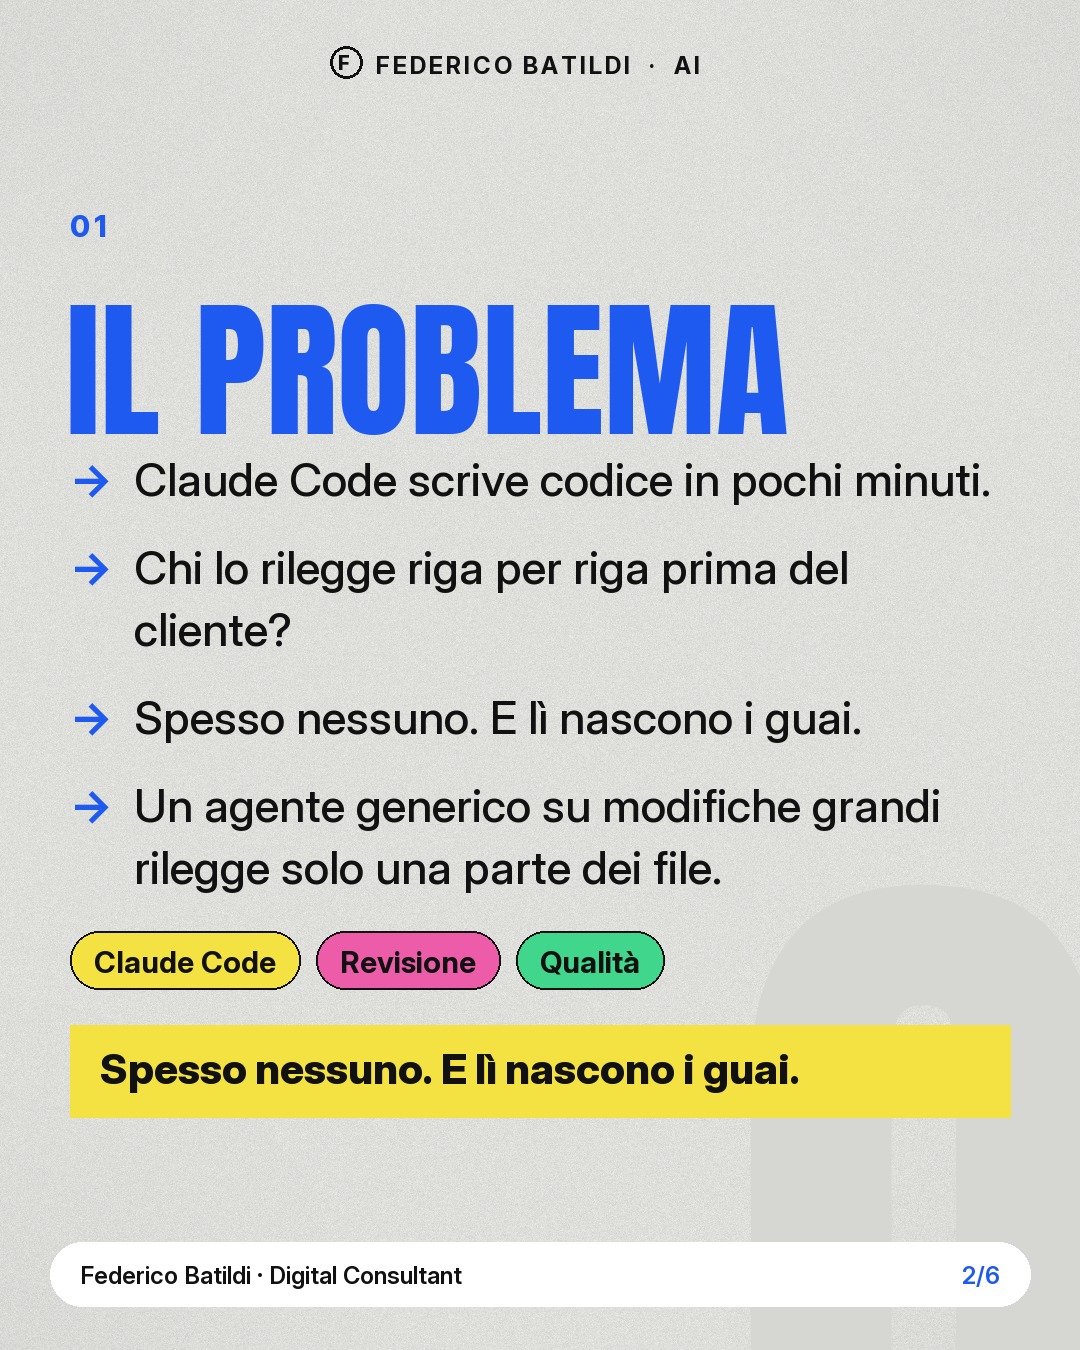 F FEDERICO BATILDI · AI
01
IL PROBLEMA
→ Claude Code scrive codice in pochi minuti.
→ Chi lo rilegge riga per riga prima del
cliente?
→ Spesso nessuno. E lì nascono i guai.
→ Un agente generico su modifiche grandi
rilegge solo una parte dei file.
Claude Code Revisione Qualità
Spesso nessuno. E lì nascono i guai.
Federico Batildi · Digital Consultant 2/6